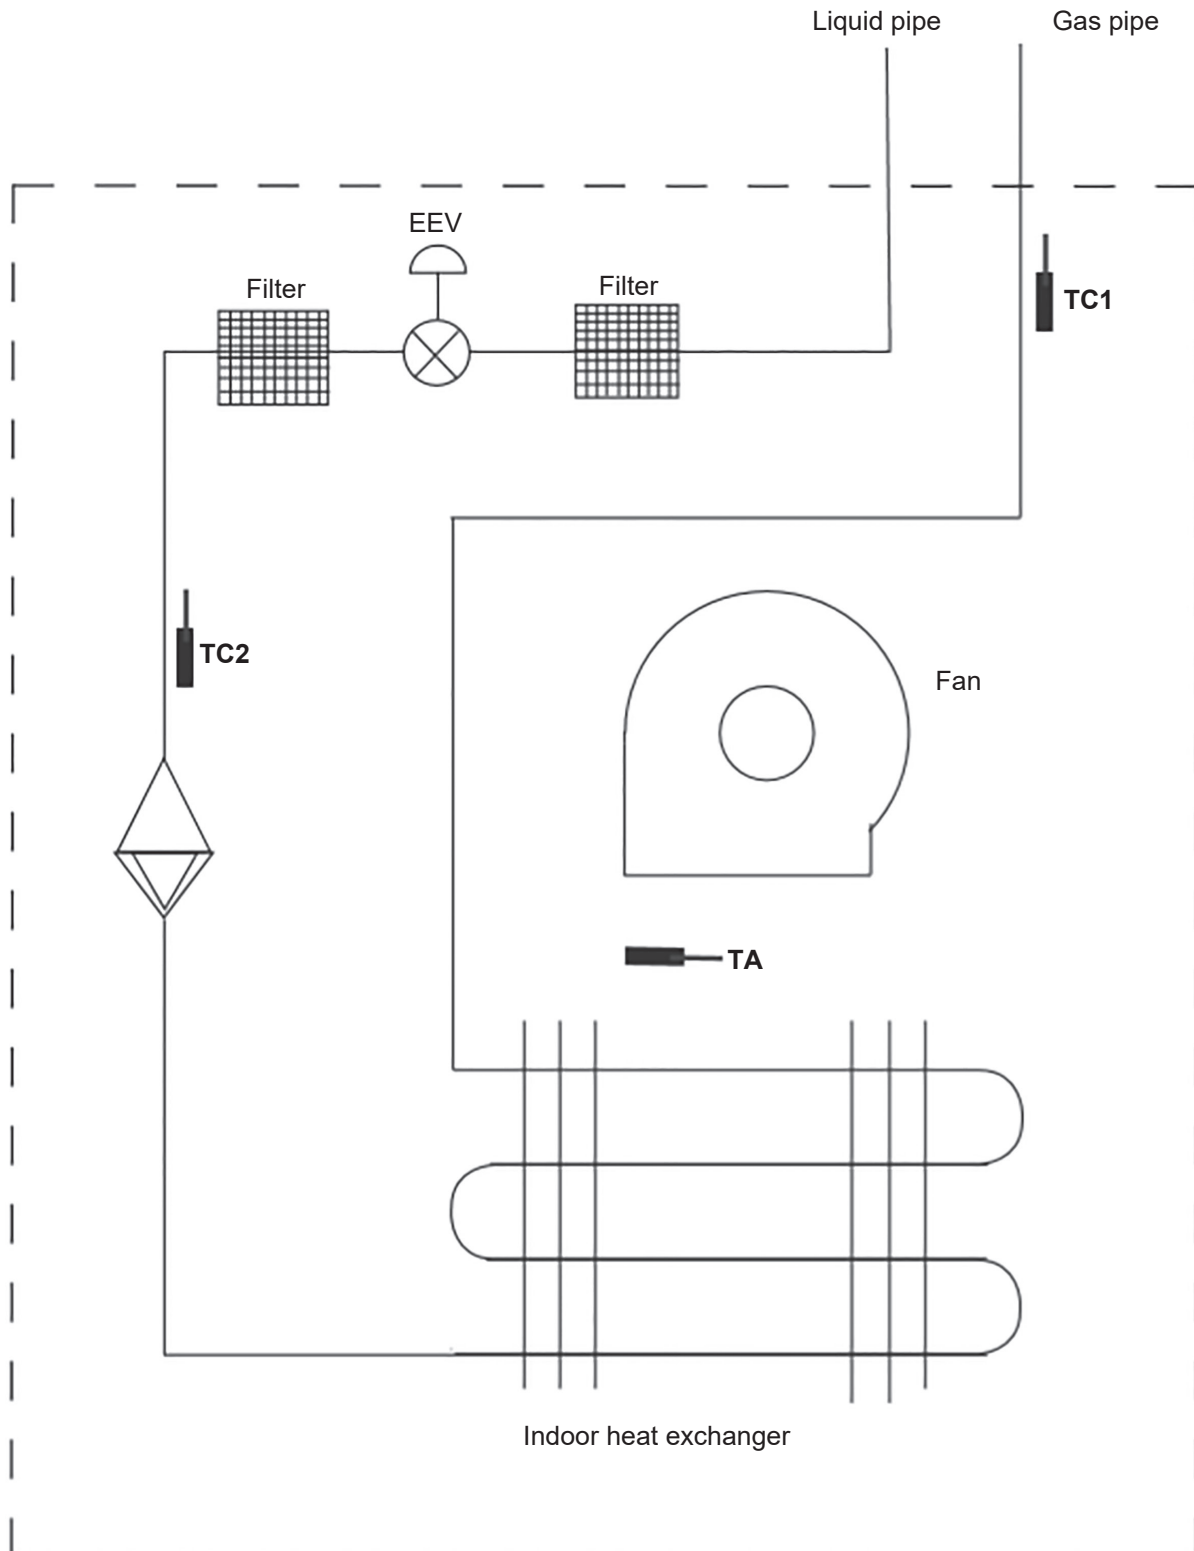 Liquid pipe
Gas pipe
EEV
Filter
Filter
TC1
TC2
Fan
TA
Indoor heat exchanger